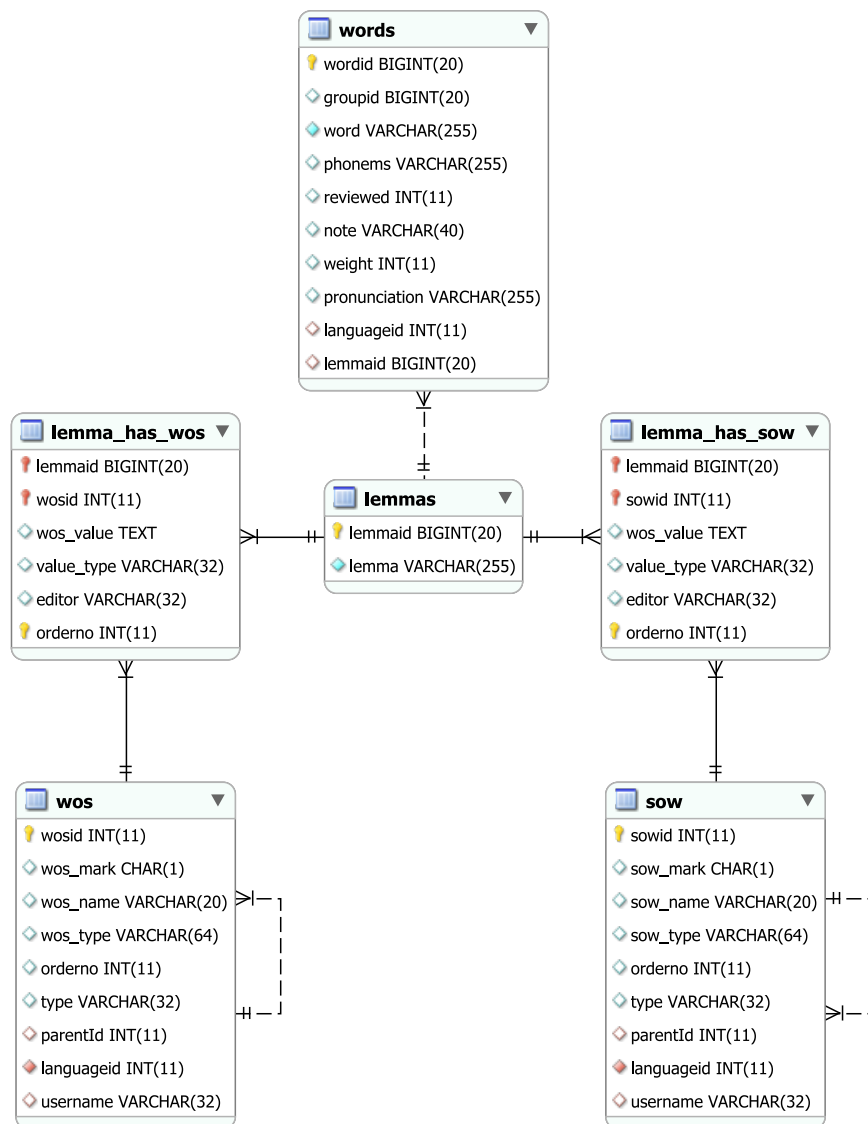 words
wordid BIGINT(20)
groupid BIGINT(20)
word VARCHAR(255)
phonems VARCHAR(255)
reviewed INT(11)
note VARCHAR(40)
weight INT(11)
pronunciation VARCHAR(255)
languageid INT(11)
lemmaid BIGINT(20)
lemma_has_wos
lemmaid BIGINT(20)
wosid INT(11)
wos_value TEXT
value_type VARCHAR(32)
editor VARCHAR(32)
orderno INT(11)
lemmas
lemmaid BIGINT(20)
lemma VARCHAR(255)
lemma_has_sow
lemmaid BIGINT(20)
sowid INT(11)
wos_value TEXT
value_type VARCHAR(32)
editor VARCHAR(32)
orderno INT(11)
wos
wosid INT(11)
wos_mark CHAR(1)
wos_name VARCHAR(20)
wos_type VARCHAR(64)
orderno INT(11)
type VARCHAR(32)
parentId INT(11)
languageid INT(11)
username VARCHAR(32)
sow
sowid INT(11)
sow_mark CHAR(1)
sow_name VARCHAR(20)
sow_type VARCHAR(64)
orderno INT(11)
type VARCHAR(32)
parentId INT(11)
languageid INT(11)
username VARCHAR(32)